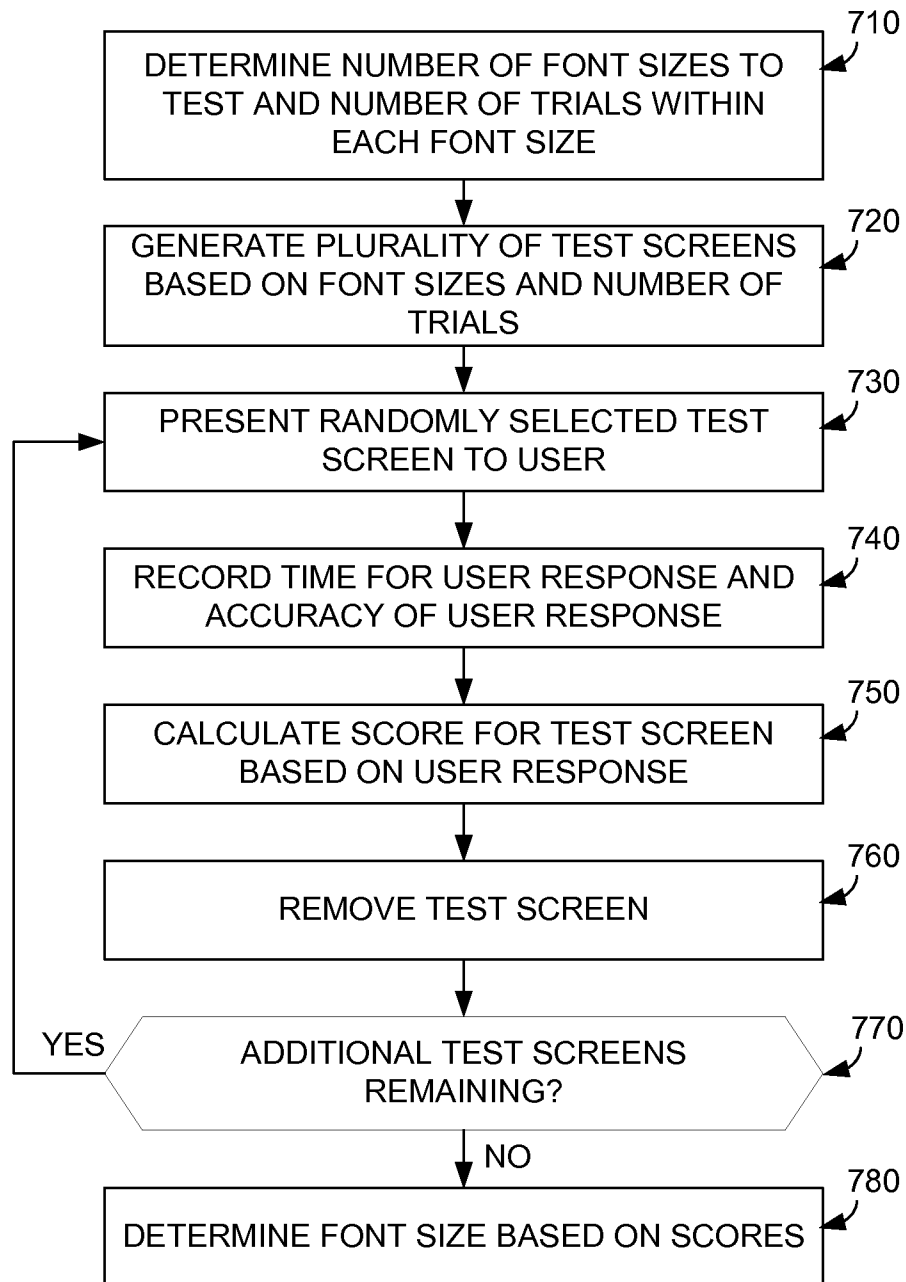 710
DETERMINE NUMBER OF FONT SIZES TO
TEST AND NUMBER OF TRIALS WITHIN
EACH FONT SIZE
720
GENERATE PLURALITY OF TEST SCREENS
BASED ON FONT SIZES AND NUMBER OF
TRIALS
730
PRESENT RANDOMLY SELECTED TEST
SCREEN TO USER
740
RECORD TIME FOR USER RESPONSE AND
ACCURACY OF USER RESPONSE
750
CALCULATE SCORE FOR TEST SCREEN
BASED ON USER RESPONSE
760
REMOVE TEST SCREEN
770
YES
ADDITIONAL TEST SCREENS
REMAINING?
NO
780
DETERMINE FONT SIZE BASED ON SCORES